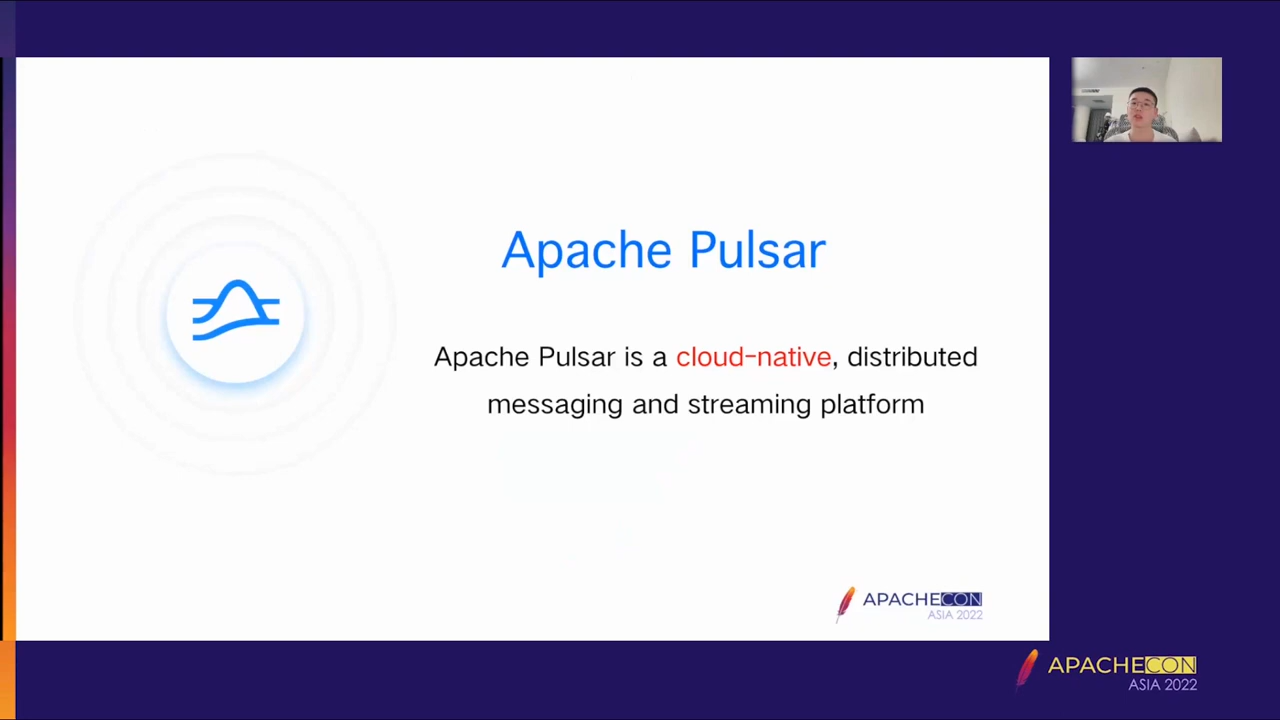 Apache Pulsar
Apache Pulsar is a cloud-native, distributed
messaging and streaming platform
APACHECON
ASIA 2022
APACHECON
ASIA 2022